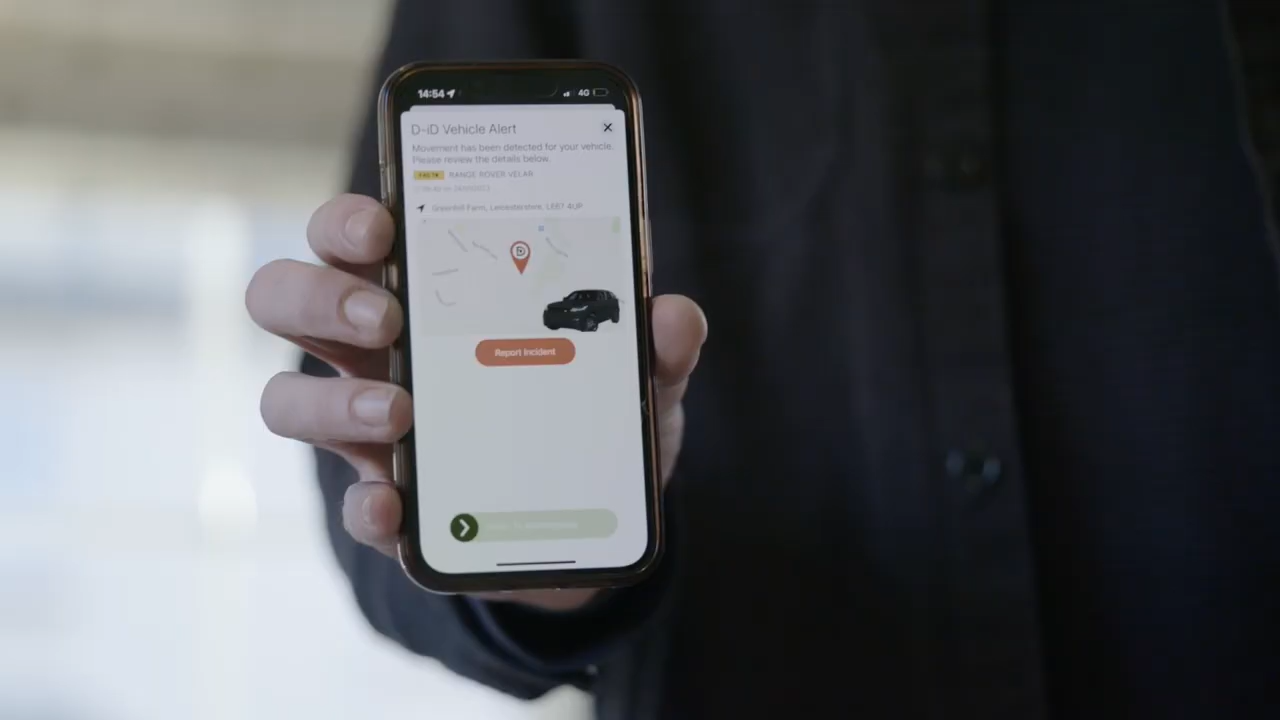 14:54
4G
D-iD Vehicle Alert
Movement has been detected for your vehicle.
Please review the details below.
RANGE ROVER VELAR
Greenhill Farm, Leicestershire, LE67 4UP
D
Report Incident